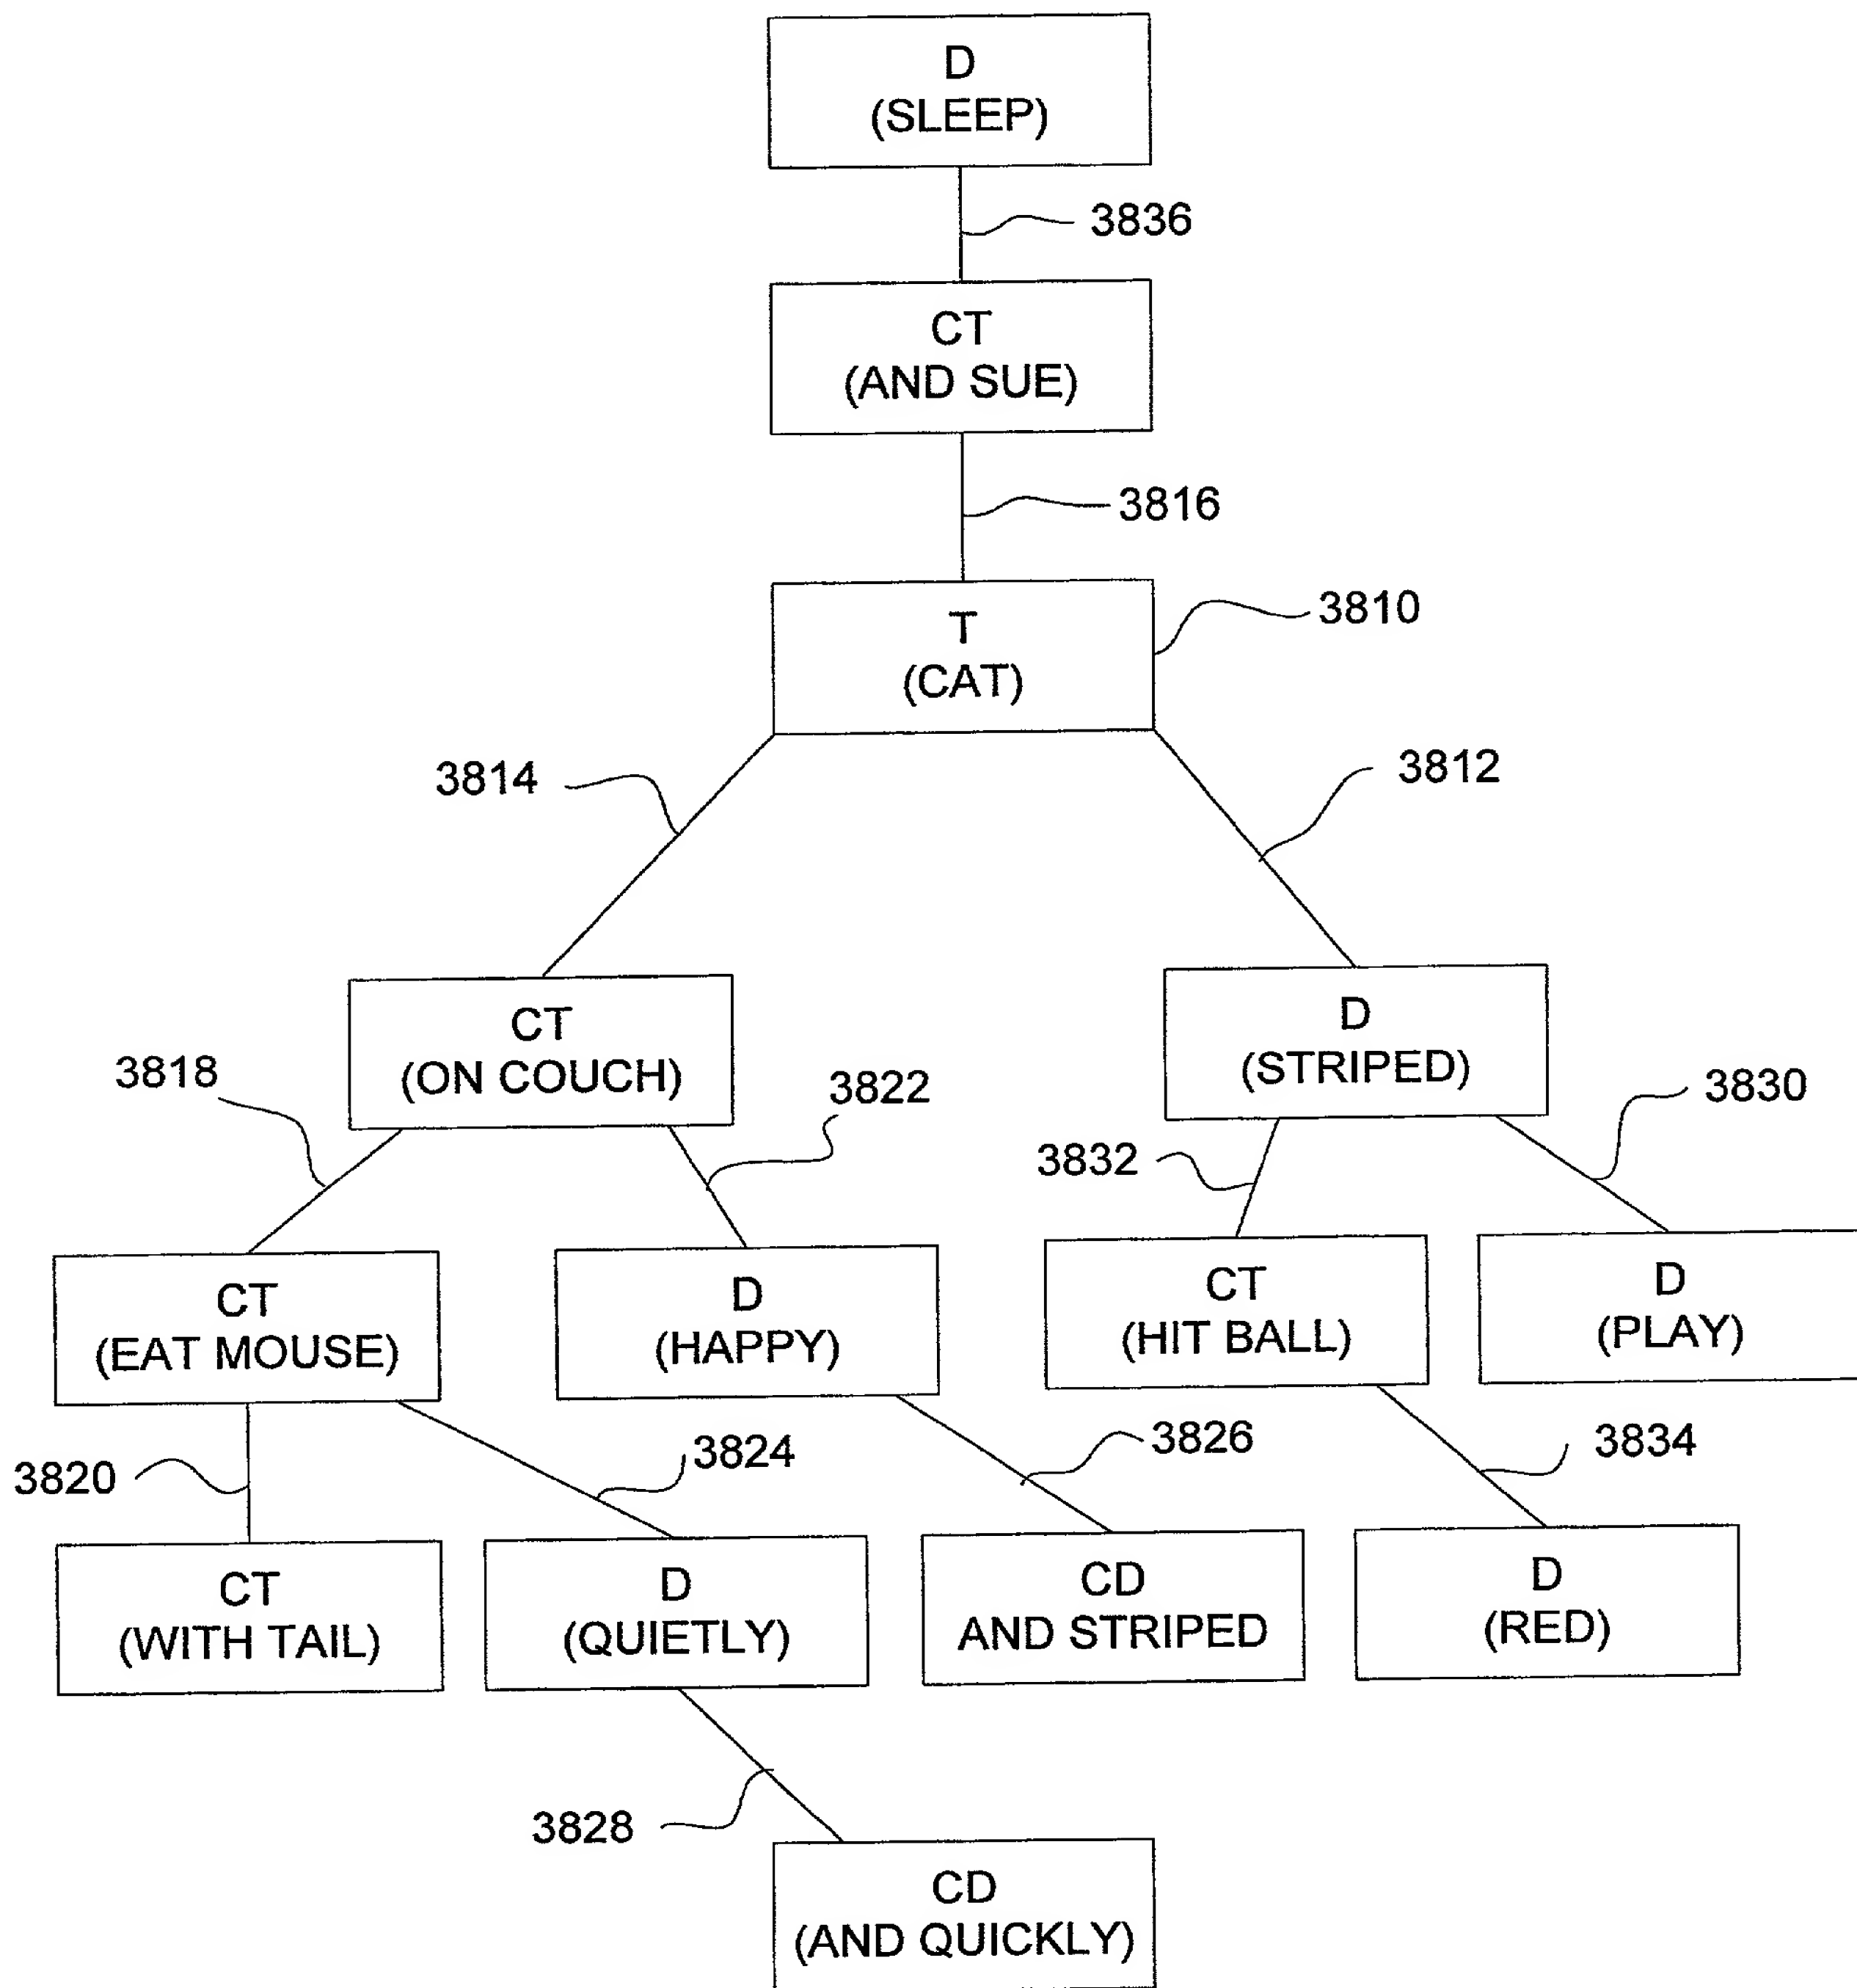 D
(SLEEP)
3836
CT
(AND SUE)
3816
T
(CAT)
3810
3814
3812
CT
(ON COUCH)
D
(STRIPED)
3818
3822
3832
3830
CT
(EAT MOUSE)
D
(HAPPY)
CT
(HIT BALL)
D
(PLAY)
3820
3824
3826
3834
CT
(WITH TAIL)
D
(QUIETLY)
CD
AND STRIPED
D
(RED)
3828
CD
(AND QUICKLY)